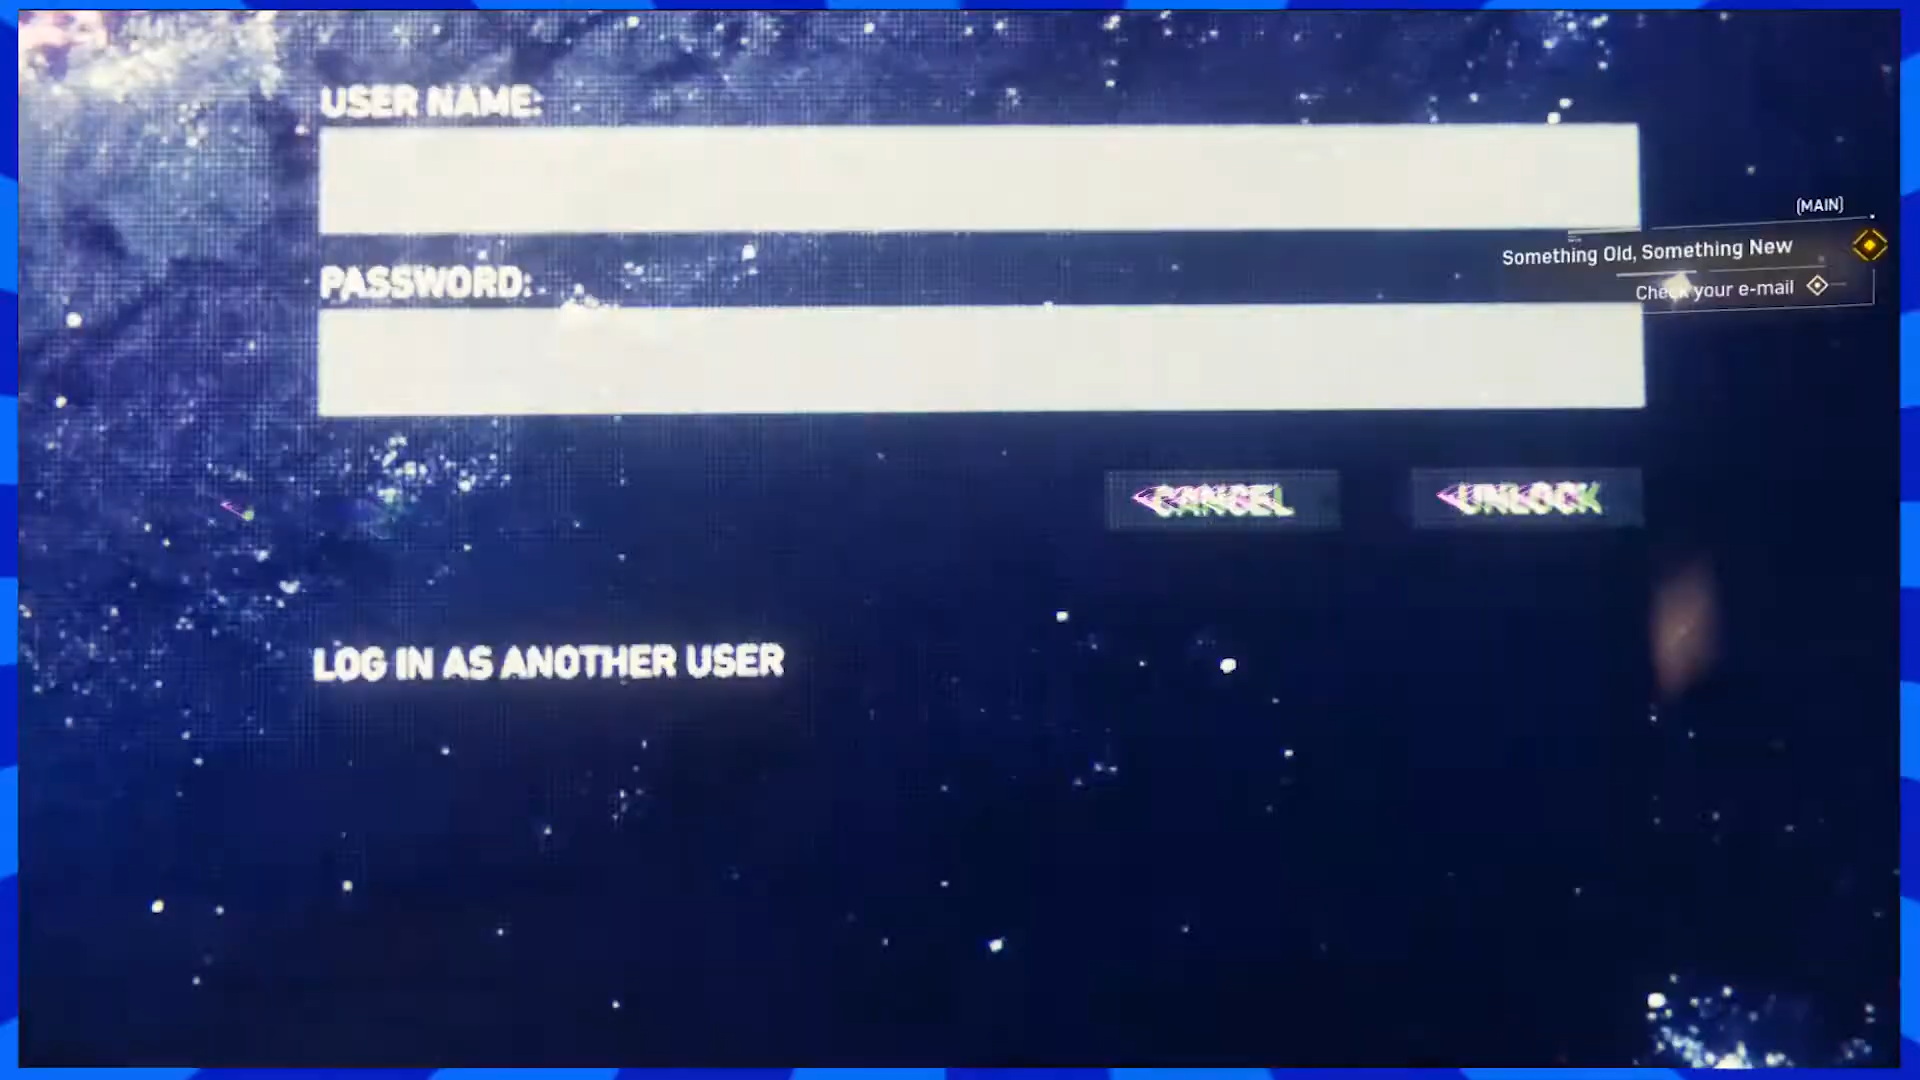 USER NAME:
(MAIN)
Something Old, Something New
PASSWORD:
Check your e-mail
CANCEL
UNLOCK
LOG IN AS ANOTHER USER